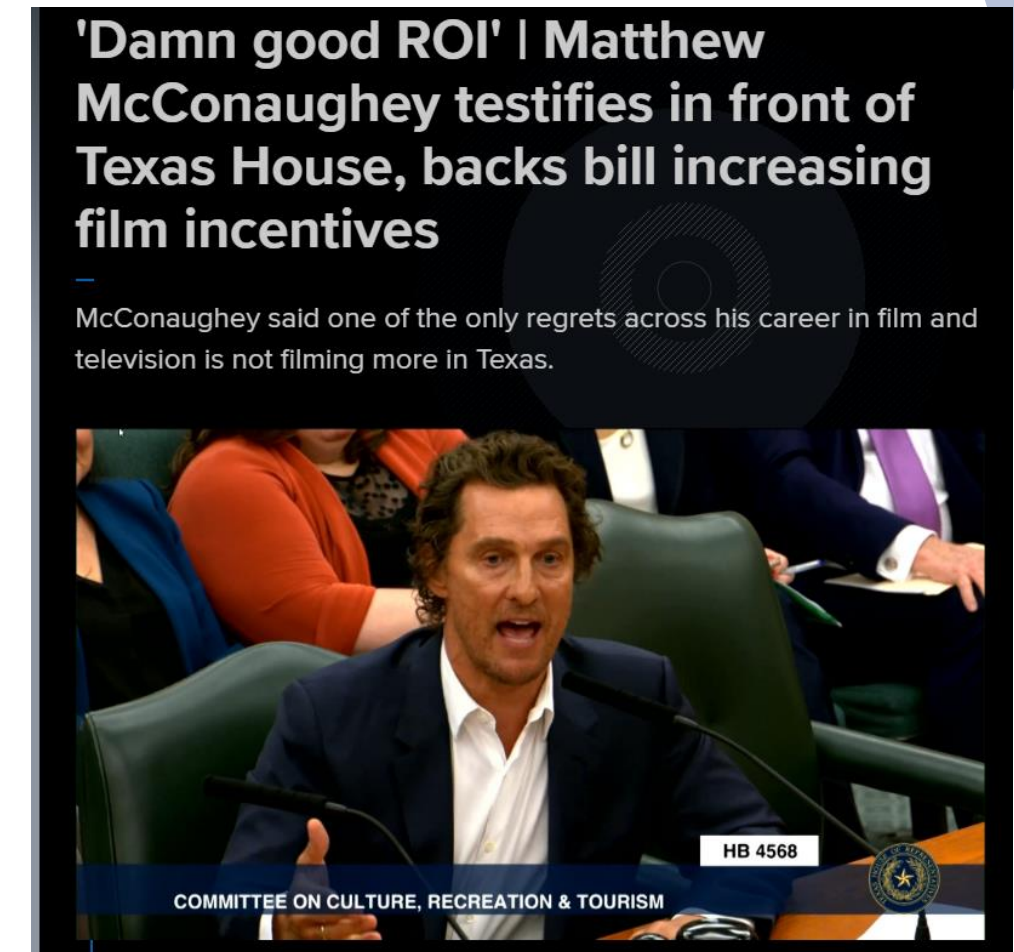 'Damn good ROI' | Matthew
McConaughey testifies in front of
Texas House, backs bill increasing
film incentives
McConaughey said one of the only regrets across his career in film and
television is not filming more in Texas.
HB 4568
COMMITTEE ON CULTURE, RECREATION & TOURISM